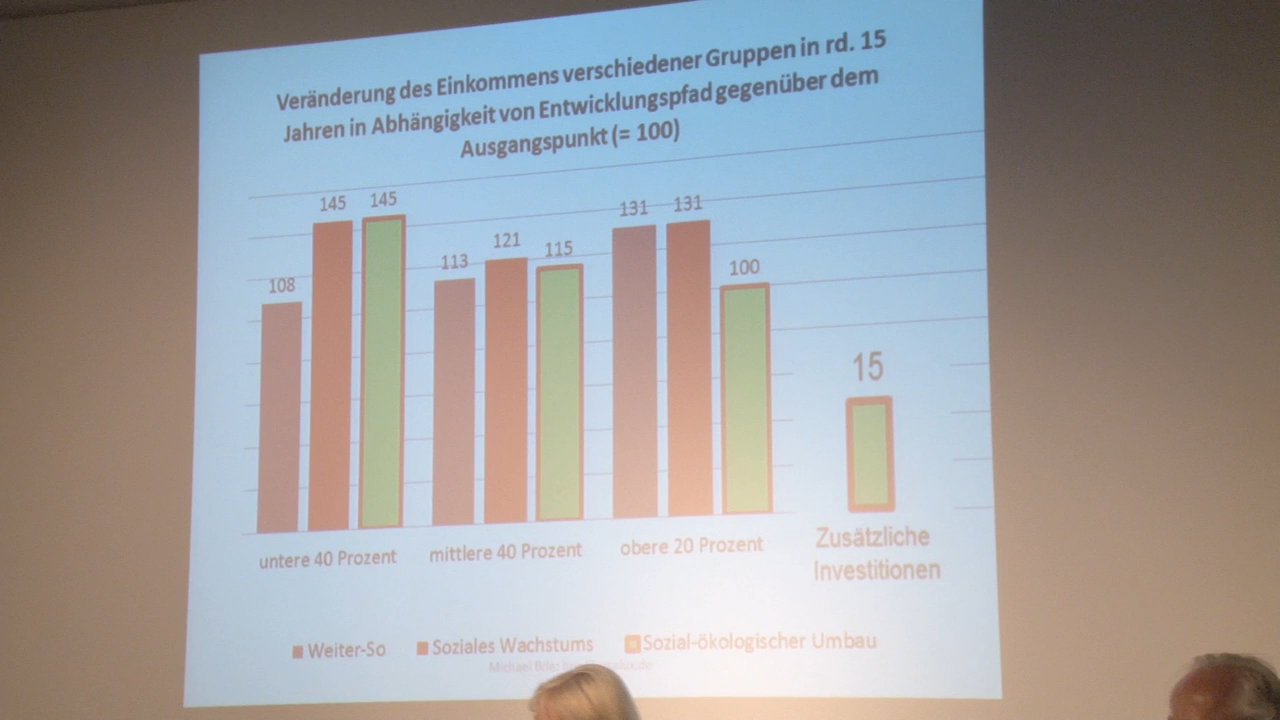 Veränderung des Einkommens verschiedener Gruppen in rd. 15
Jahren in Abhängigkeit von Entwicklungspfad gegenüber dem
Ausgangspunkt (= 100)
108 145 145 113 121 115 131 131 100 15
untere 40 Prozent mittlere 40 Prozent obere 20 Prozent Zusätzliche
Investitionen
Weiter-So Soziales Wachstums Sozial-ökologischer Umbau
Michael